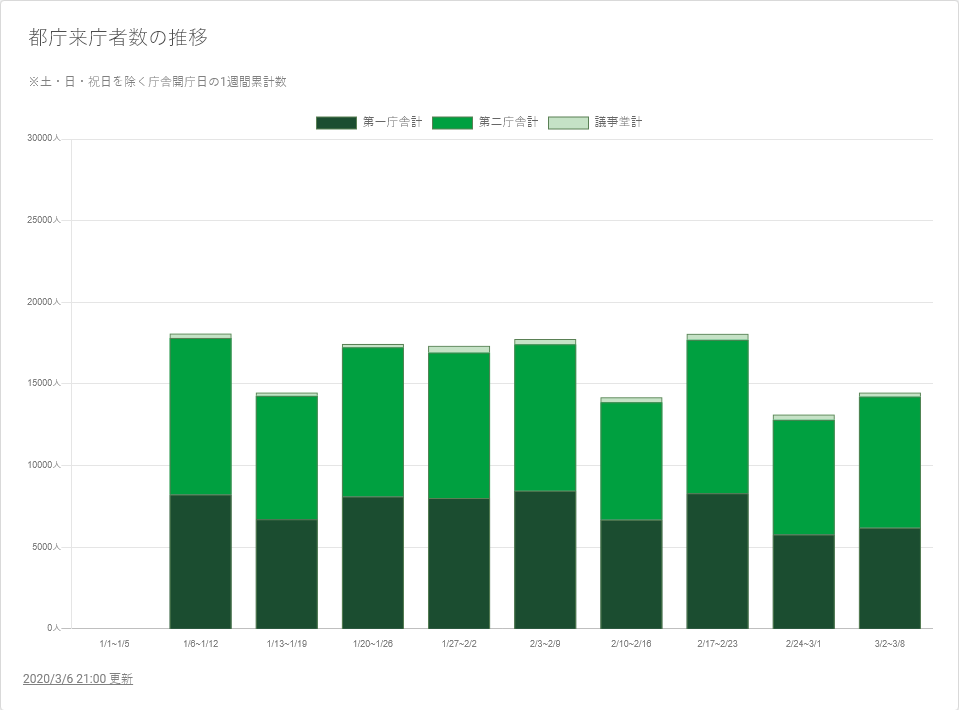 都庁来庁者数の推移
※土・日・祝日を除く庁舎開庁日の1週間累計数
第一庁舎計 第二庁舎計 議事堂計
30000人
25000人
20000人
15000人
10000人
5000人
0人
1/1~1/5 1/6~1/12 1/13~1/19 1/20~1/26 1/27~2/2 2/3~2/9 2/10~2/16 2/17~2/23 2/24~3/1 3/2~3/8
2020/3/6 21:00 更新